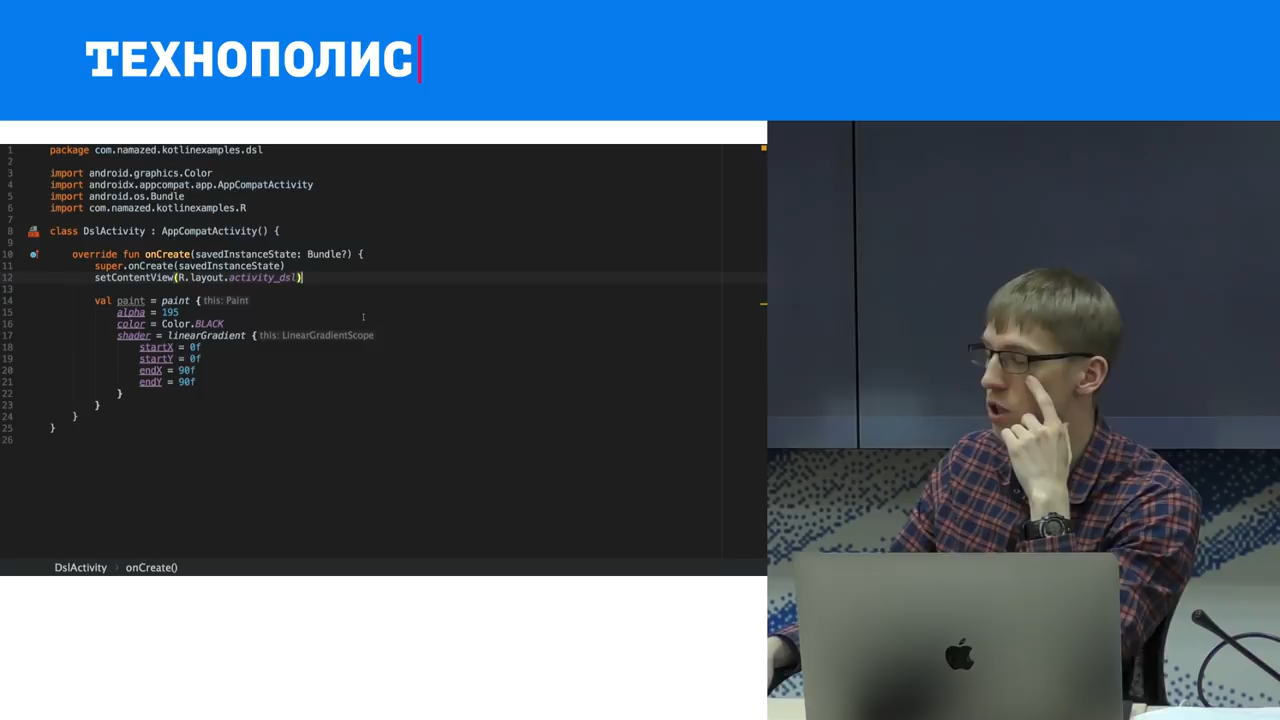 ТЕХНОПОЛИС
1 package com.namazed.kotlinexamples.dsl
2
3 import android.graphics.Color
4 import androidx.appcompat.app.AppCompatActivity
5 import android.os.Bundle
6 import com.namazed.kotlinexamples.R
7
8 class DslActivity : AppCompatActivity() {
9
10 override fun onCreate(savedInstanceState: Bundle?) {
11 super.onCreate(savedInstanceState)
12 setContentView(R.layout.activity_dsl)
13
14 val paint = paint { this: Paint
15 alpha = 195
16 color = Color.BLACK
17 shader = linearGradient { this: LinearGradientScope
18 startX = 0f
19 startY = 0f
20 endX = 90f
21 endY = 90f
22 }
23 }
24 }
25 }
26
DslActivity › onCreate()